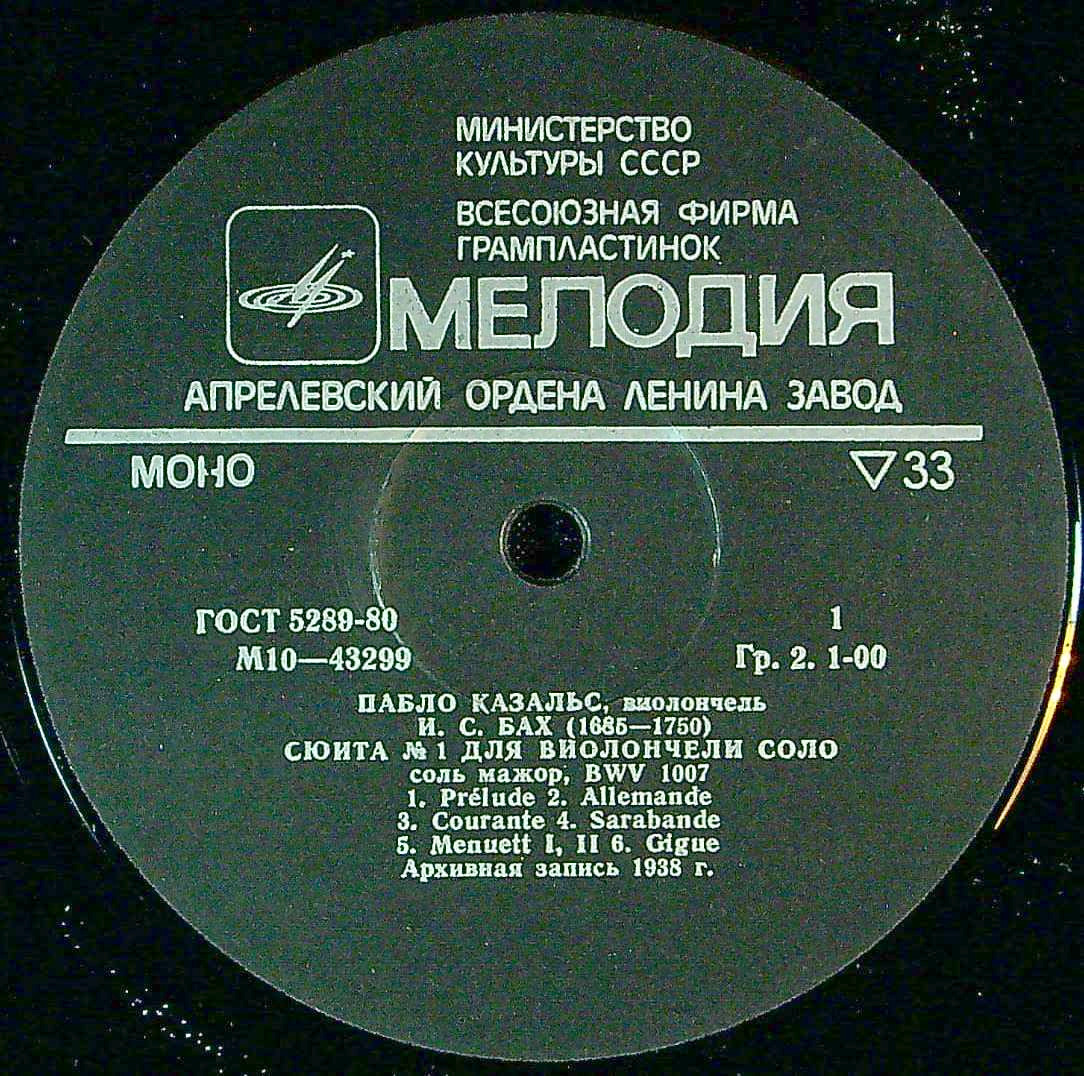 МИНИСТЕРСТВО
КУЛЬТУРЫ СССР
ВСЕСОЮЗНАЯ ФИРМА
ГРАМПЛАСТИНОК
МЕЛОДИЯ
АПРЕЛЕВСКИЙ ОРДЕНА ЛЕНИНА ЗАВОД
МОНО 33
ГОСТ 5289-80 1
М10—43299 Гр. 2. 1-00
ПАБЛО КАЗАЛЬС, виолончель
И. С. БАХ (1685—1750)
СЮИТА № 1 ДЛЯ ВИОЛОНЧЕЛИ СОЛО
соль мажор, BWV 1007
1. Prélude 2. Allemande
3. Courante 4. Sarabande
5. Menuett I, II 6. Gigue
Архивная запись 1938 г.